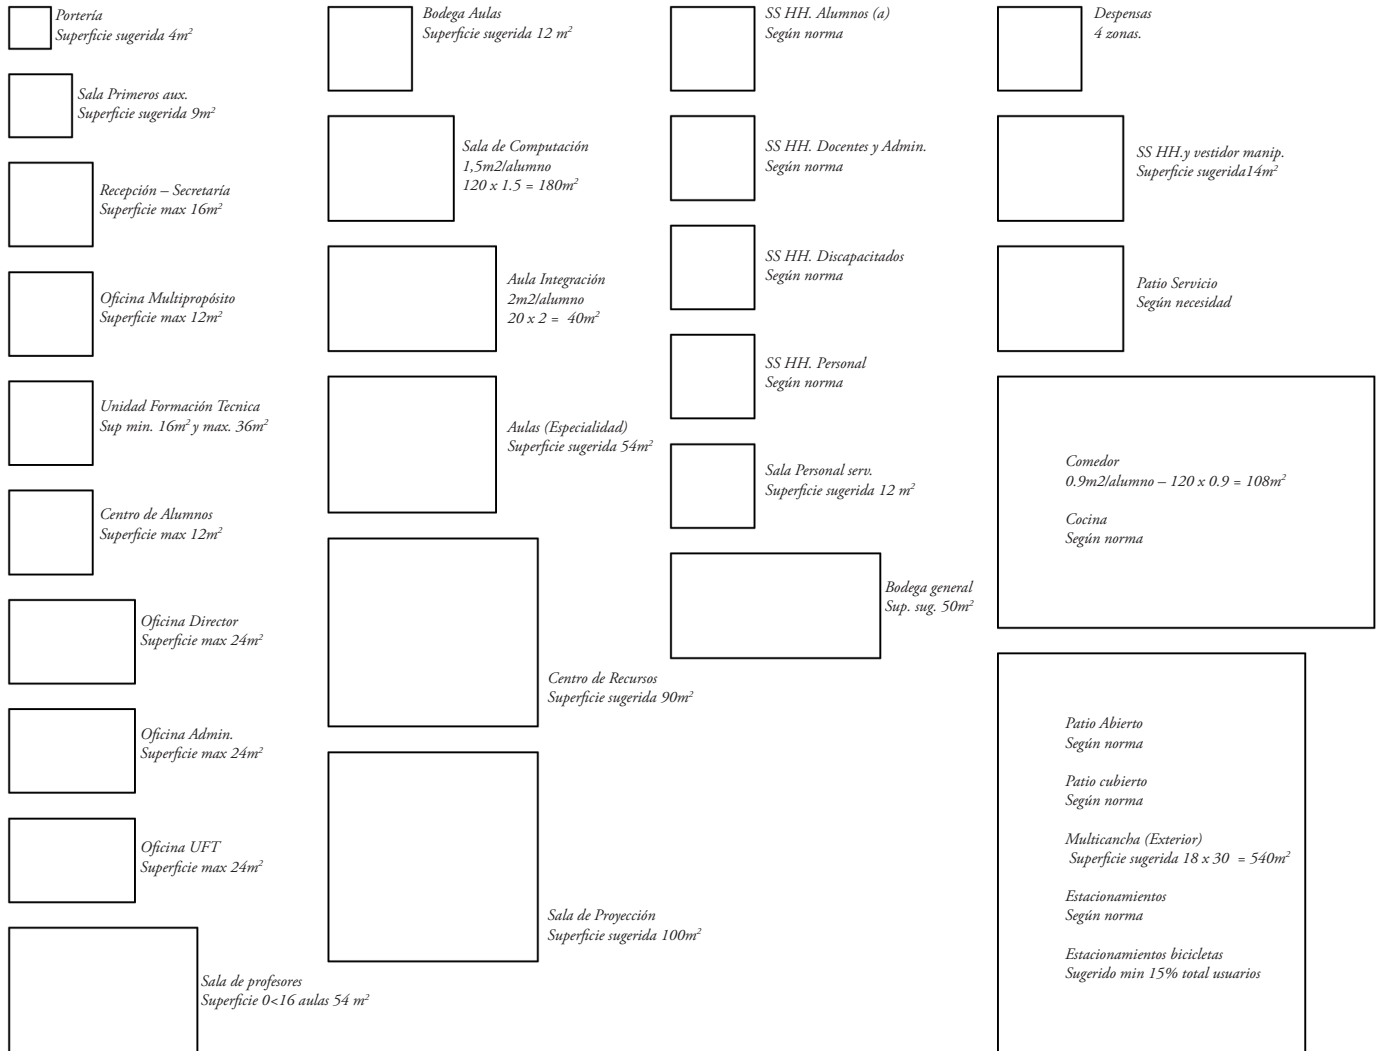 Portería
Superficie sugerida 4m²
Sala Primeros aux.
Superficie sugerida 9m²
Recepción – Secretaría
Superficie max 16m²
Oficina Multipropósito
Superficie max 12m²
Unidad Formación Tecnica
Sup min. 16m² y max. 36m²
Centro de Alumnos
Superficie max 12m²
Oficina Director
Superficie max 24m²
Oficina Admin.
Superficie max 24m²
Oficina UFT
Superficie max 24m²
Sala de profesores
Superficie 0<16 aulas 54 m²
Bodega Aulas
Superficie sugerida 12 m²
Sala de Computación
1,5m2/alumno
120 x 1.5 = 180m²
Aula Integración
2m2/alumno
20 x 2 = 40m²
Aulas (Especialidad)
Superficie sugerida 54m²
Centro de Recursos
Superficie sugerida 90m²
Sala de Proyección
Superficie sugerida 100m²
SS HH. Alumnos (a)
Según norma
SS HH. Docentes y Admin.
Según norma
SS HH. Discapacitados
Según norma
SS HH. Personal
Según norma
Sala Personal serv.
Superficie sugerida 12 m²
Bodega general
Sup. sug. 50m²
Despensas
4 zonas.
SS HH.y vestidor manip.
Superficie sugerida14m²
Patio Servicio
Según necesidad
Comedor
0.9m2/alumno – 120 x 0.9 = 108m²
Cocina
Según norma
Patio Abierto
Según norma
Patio cubierto
Según norma
Multicancha (Exterior)
Superficie sugerida 18 x 30 = 540m²
Estacionamientos
Según norma
Estacionamientos bicicletas
Sugerido min 15% total usuarios